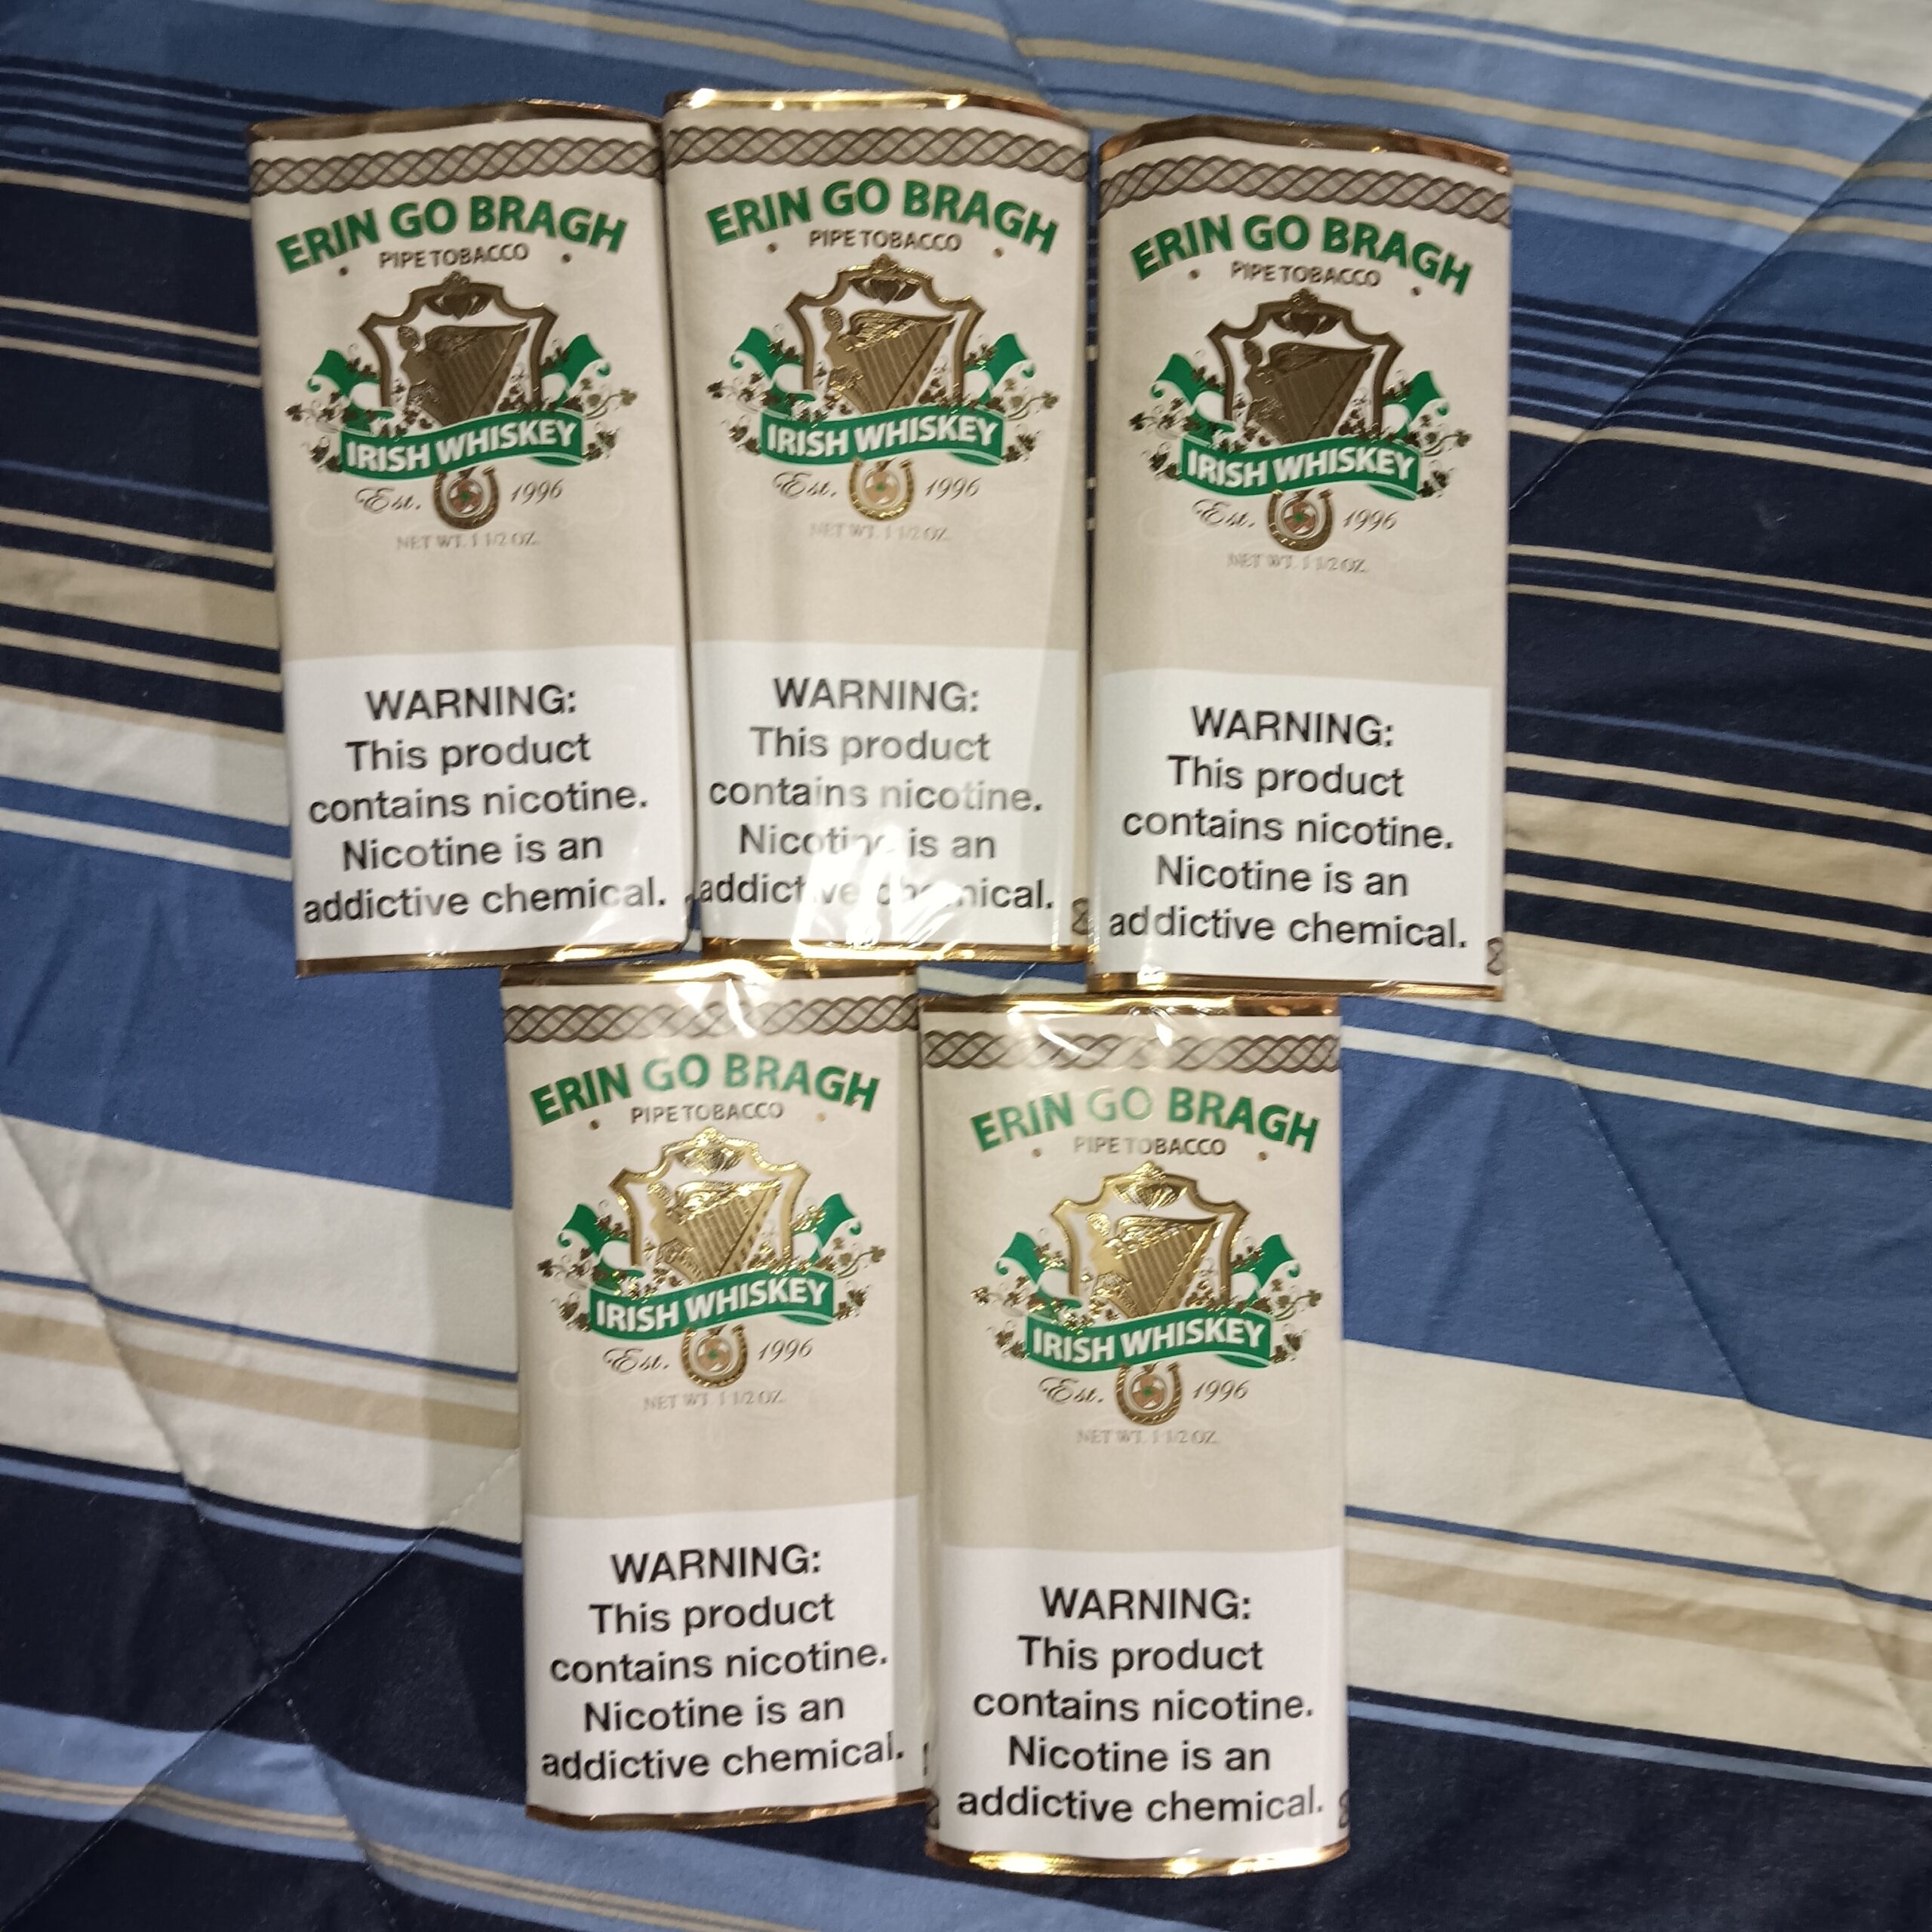 ERIN GO BRAGH
PIPE TOBACCO
IRISH WHISKEY
Est. 1996
NET WT. 1 1/2 OZ.
WARNING:
This product
contains nicotine.
Nicotine is an
addictive chemical.
ERIN GO BRAGH
PIPE TOBACCO
IRISH WHISKEY
Est. 1996
NET WT. 1 1/2 OZ.
WARNING:
This product
contains nicotine.
Nicotine is an
addictive chemical.
ERIN GO BRAGH
PIPE TOBACCO
IRISH WHISKEY
Est. 1996
NET WT. 1 1/2 OZ.
WARNING:
This product
contains nicotine.
Nicotine is an
addictive chemical.
ERIN GO BRAGH
PIPE TOBACCO
IRISH WHISKEY
Est. 1996
NET WT. 1 1/2 OZ.
WARNING:
This product
contains nicotine.
Nicotine is an
addictive chemical.
ERIN GO BRAGH
PIPE TOBACCO
IRISH WHISKEY
Est. 1996
NET WT. 1 1/2 OZ.
WARNING:
This product
contains nicotine.
Nicotine is an
addictive chemical.